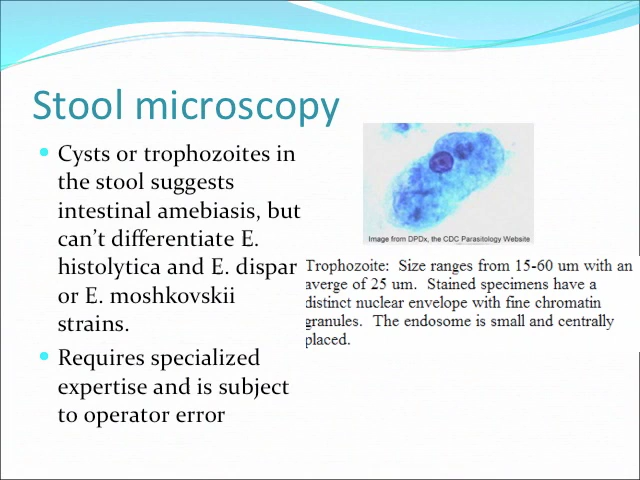 Stool microscopy
Cysts or trophozoites in
the stool suggests
intestinal amebiasis, but
can't differentiate E.
histolytica and E. dispar
or E. moshkovskii
strains.
Requires specialized
expertise and is subject
to operator error
Image from DPDx, the CDC Parasitology Website
Trophozoite: Size ranges from 15-60 um with an
averge of 25 um. Stained specimens have a
distinct nuclear envelope with fine chromatin
granules. The endosome is small and centrally
placed.